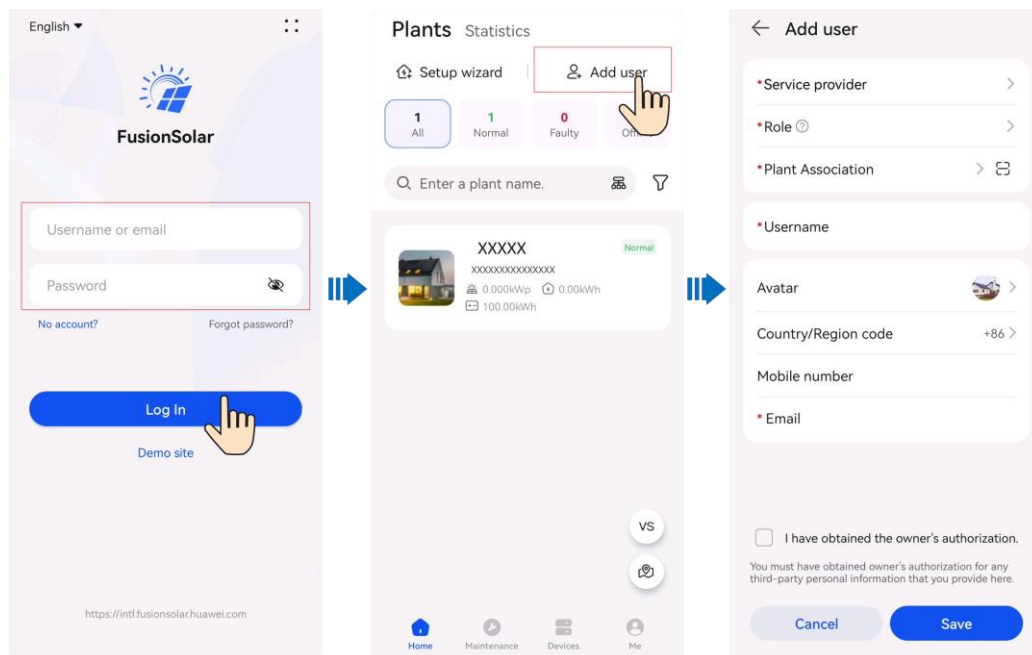 English
FusionSolar
Username or email
Password
No account? Forgot password?
Log In
Demo site
https://intl.fusionsolar.huawei.com
Plants Statistics
Setup wizard Add user
1 1 0
All Normal Faulty
Enter a plant name.
XXXXX Normal
XXXXXXXXXXXXXXX
0.000kWp 0.00kWh
100.00kWh
VS
Home Maintenance Devices Me
Add user
*Service provider
*Role
*Plant Association
*Username
Avatar
Country/Region code +86
Mobile number
* Email
I have obtained the owner's authorization.
You must have obtained owner's authorization for any
third-party personal information that you provide here.
Cancel Save